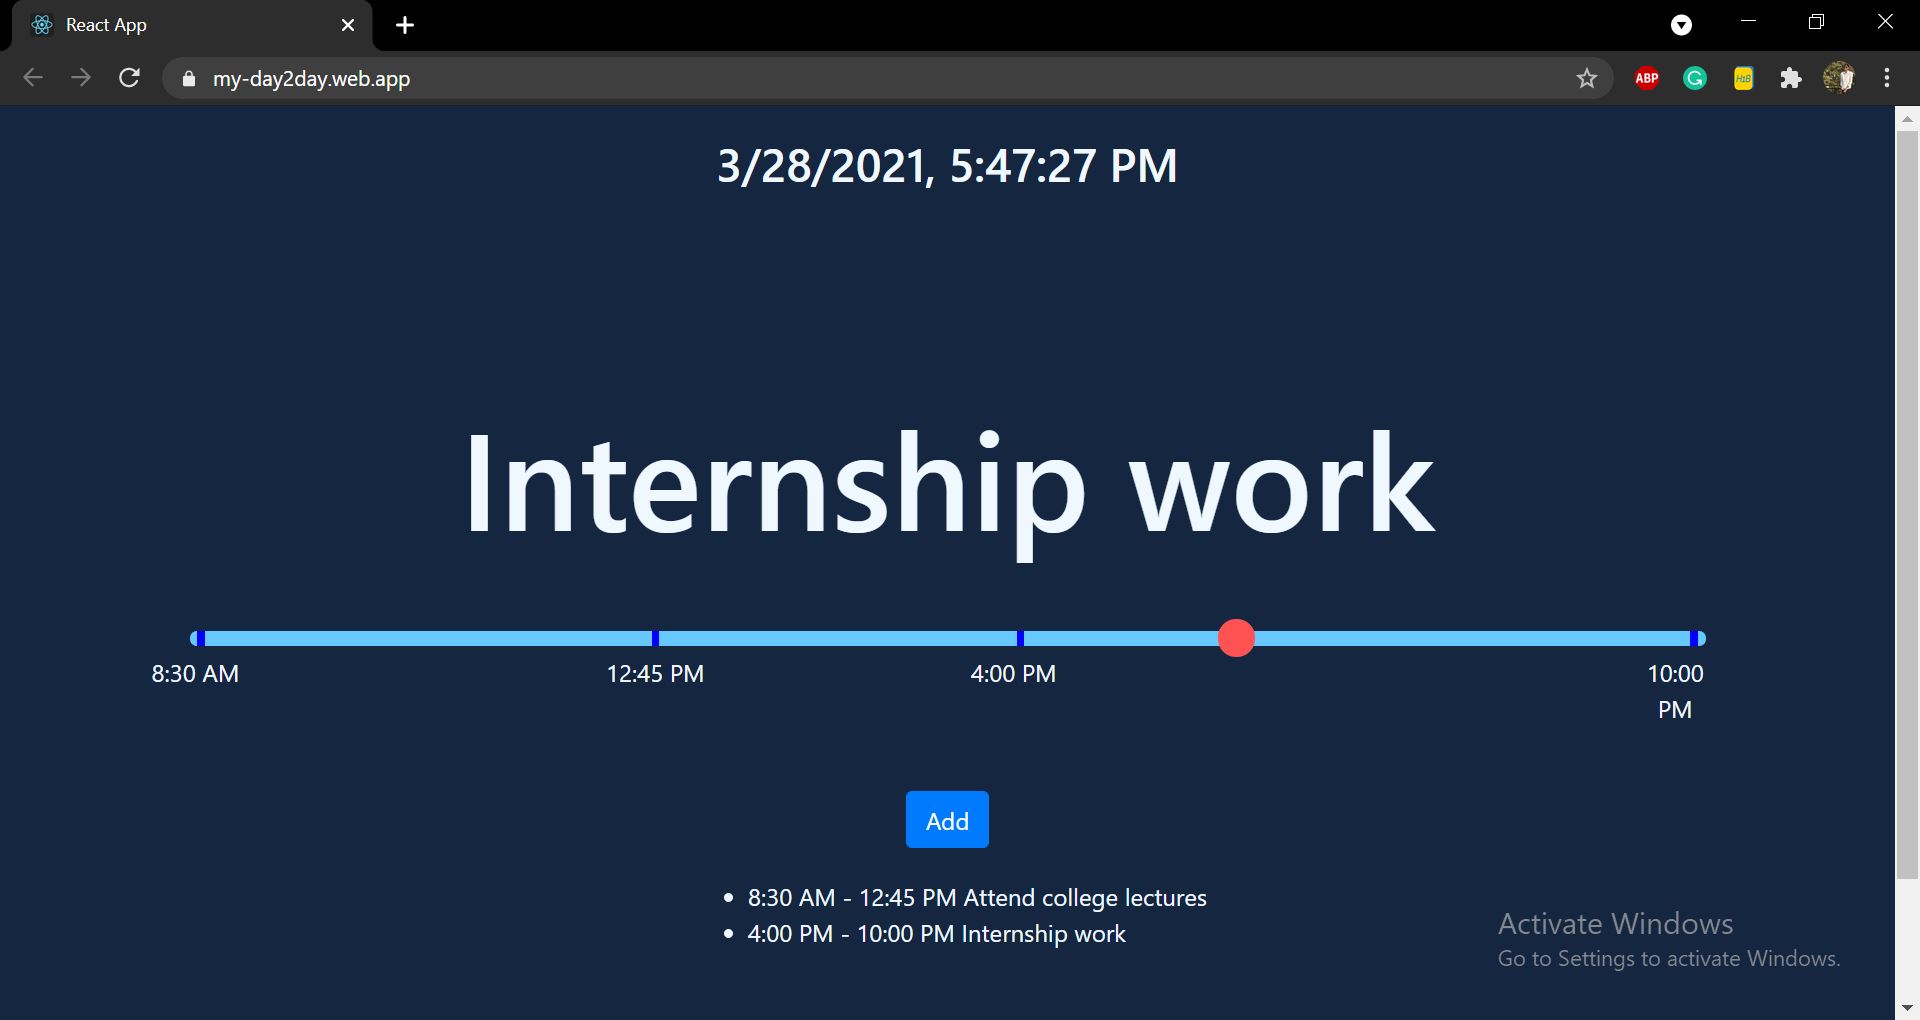 React App
my-day2day.web.app
ABP
G
H1B
3/28/2021, 5:47:27 PM
Internship work
8:30 AM
12:45 PM
4:00 PM
10:00
PM
Add
8:30 AM - 12:45 PM Attend college lectures
4:00 PM - 10:00 PM Internship work
Activate Windows
Go to Settings to activate Windows.